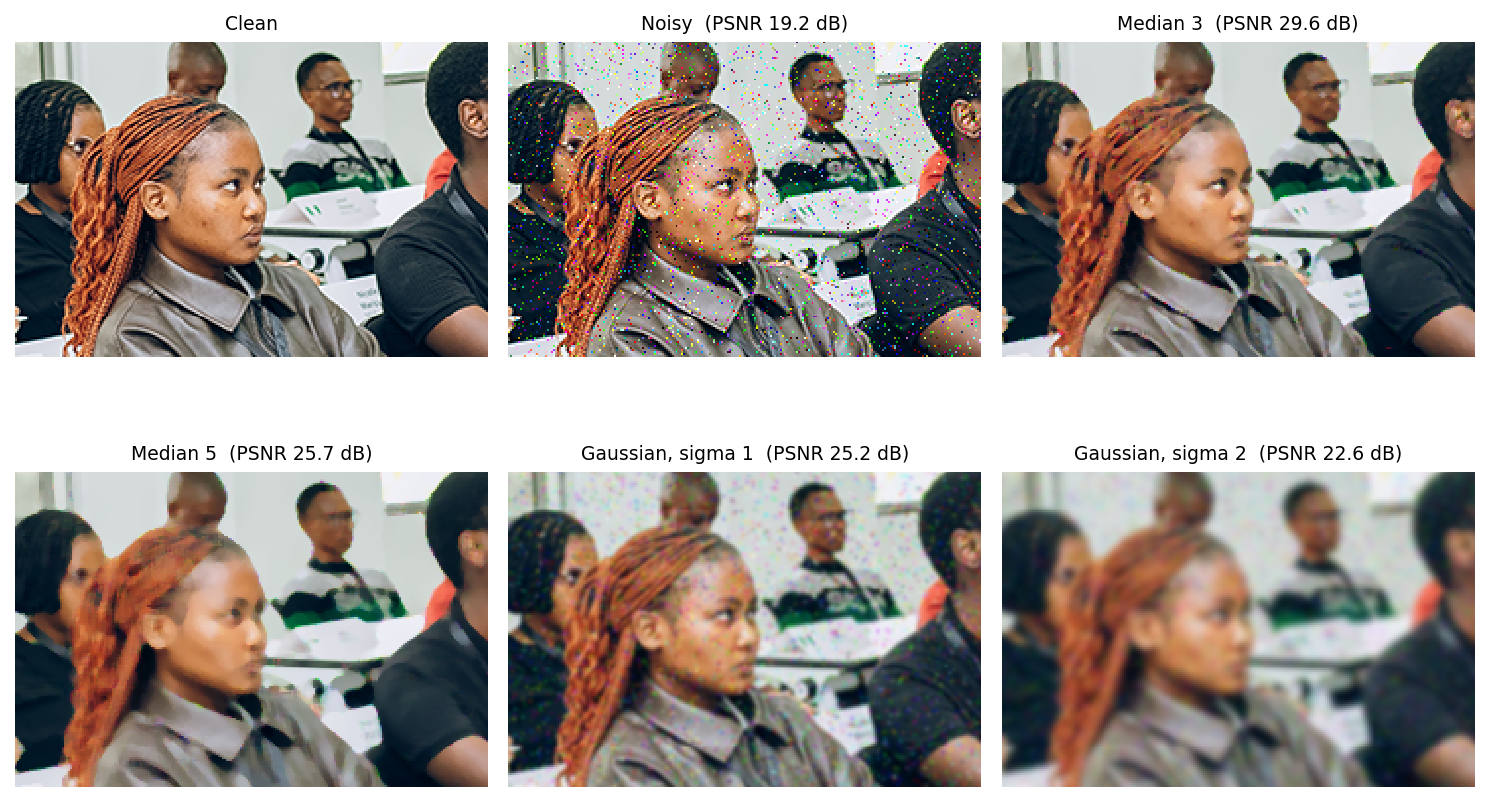 Clean
Noisy (PSNR 19.2 dB)
Median 3 (PSNR 29.6 dB)
Median 5 (PSNR 25.7 dB)
Gaussian, sigma 1 (PSNR 25.2 dB)
Gaussian, sigma 2 (PSNR 22.6 dB)